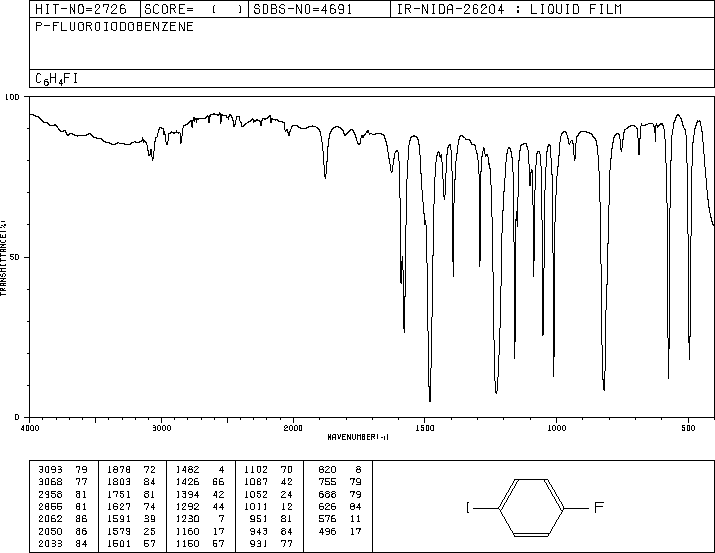 HIT-NO=2726 SCORE= ( ) SDBS-NO=4691 IR-NIDA-26204 : LIQUID FILM
P-FLUOROIODOBENZENE
C6H4FI
100
50
0
TRANSMITTANCE(%)
4000 3000 2000 1500 1000 500
WAVENUMBER(-1)
3093 79 1878 72 1482 4 1102 70 820 8
3068 77 1803 84 1426 66 1087 42 755 79
2958 81 1751 81 1394 42 1052 24 688 79
2855 81 1627 74 1292 44 1011 12 626 84
2062 86 1591 39 1230 7 951 81 576 11
2050 86 1579 25 1160 17 943 84 496 17
2033 84 1501 57 1150 57 931 77
I F